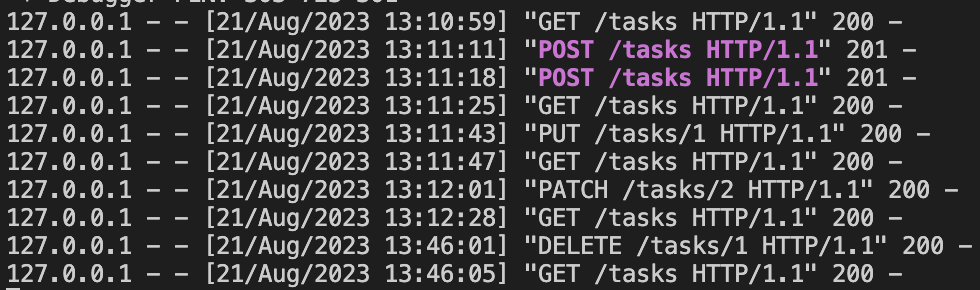 127.0.0.1 - - [21/Aug/2023 13:10:59] "GET /tasks HTTP/1.1" 200 -
127.0.0.1 - - [21/Aug/2023 13:11:11] "POST /tasks HTTP/1.1" 201 -
127.0.0.1 - - [21/Aug/2023 13:11:18] "POST /tasks HTTP/1.1" 201 -
127.0.0.1 - - [21/Aug/2023 13:11:25] "GET /tasks HTTP/1.1" 200 -
127.0.0.1 - - [21/Aug/2023 13:11:43] "PUT /tasks/1 HTTP/1.1" 200 -
127.0.0.1 - - [21/Aug/2023 13:11:47] "GET /tasks HTTP/1.1" 200 -
127.0.0.1 - - [21/Aug/2023 13:12:01] "PATCH /tasks/2 HTTP/1.1" 200 -
127.0.0.1 - - [21/Aug/2023 13:12:28] "GET /tasks HTTP/1.1" 200 -
127.0.0.1 - - [21/Aug/2023 13:46:01] "DELETE /tasks/1 HTTP/1.1" 200 -
127.0.0.1 - - [21/Aug/2023 13:46:05] "GET /tasks HTTP/1.1" 200 -